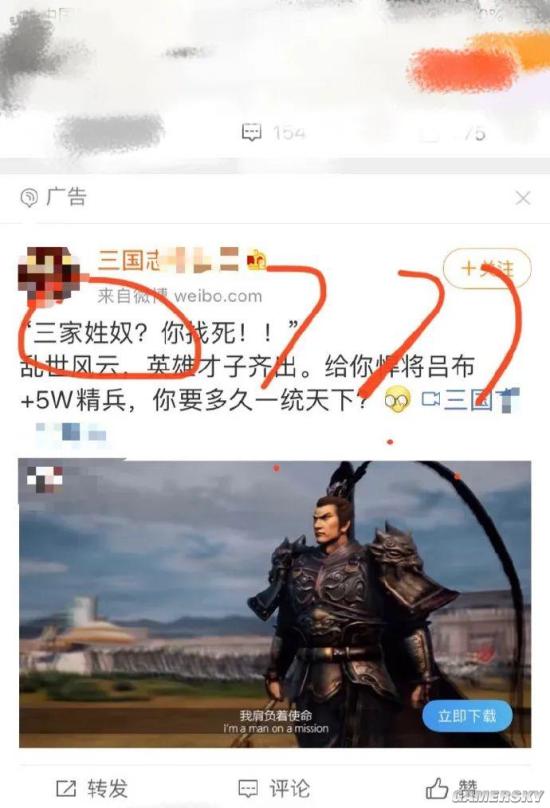 154
75
广告
三国志
+关注
来自微博 weibo.com
“三家姓奴？你找死！！”
乱世风云，英雄才子齐出。给你悍将吕布
+5W精兵，你要多久一统天下？ 三国
我肩负着使命
I'm a man on a mission
立即下载
转发
评论
赞
GAMERSKY